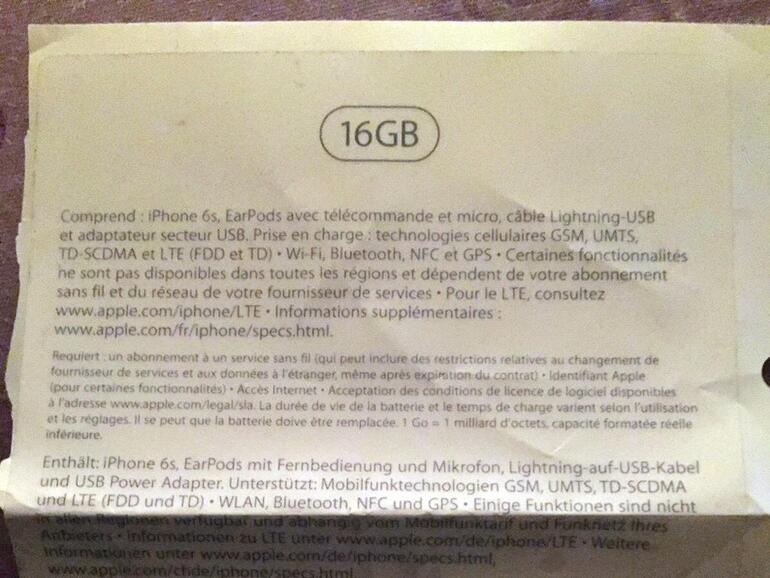 16GB
Comprend : iPhone 6s, EarPods avec télécommande et micro, câble Lightning-USB
et adaptateur secteur USB. Prise en charge : technologies cellulaires GSM, UMTS,
TD-SCDMA et LTE (FDD et TD) • Wi-Fi, Bluetooth, NFC et GPS • Certaines fonctionnalités
ne sont pas disponibles dans toutes les régions et dépendent de votre abonnement
sans fil et du réseau de votre fournisseur de services • Pour le LTE, consultez
www.apple.com/iphone/LTE • Informations supplémentaires :
www.apple.com/fr/iphone/specs.html.
Requiert : un abonnement à un service sans fil (qui peut inclure des restrictions relatives au changement de
fournisseur de services et aux données à l'étranger, même après expiration du contrat) • Identifiant Apple
(pour certaines fonctionnalités) • Accès Internet • Acceptation des conditions de licence de logiciel disponibles
à l'adresse www.apple.com/legal/sla. La durée de vie de la batterie et le temps de charge varient selon l'utilisation
et les réglages. Il se peut que la batterie doive être remplacée. 1 Go = 1 milliard d'octets, capacité formatée réelle
inférieure.
Enthält: iPhone 6s, EarPods mit Fernbedienung und Mikrofon, Lightning-auf-USB-Kabel
und USB Power Adapter. Unterstützt: Mobilfunktechnologien GSM, UMTS, TD-SCDMA
und LTE (FDD und TD) • WLAN, Bluetooth, NFC und GPS • Einige Funktionen sind nicht
in allen Regionen verfügbar und abhängig vom Mobilfunktarif und Funknetz Ihres
Anbieters • Informationen zu LTE unter www.apple.com/de/iphone/LTE • Weitere
Informationen unter www.apple.com/de/iphone/specs.html,
www.apple.com/chde/iphone/specs.html